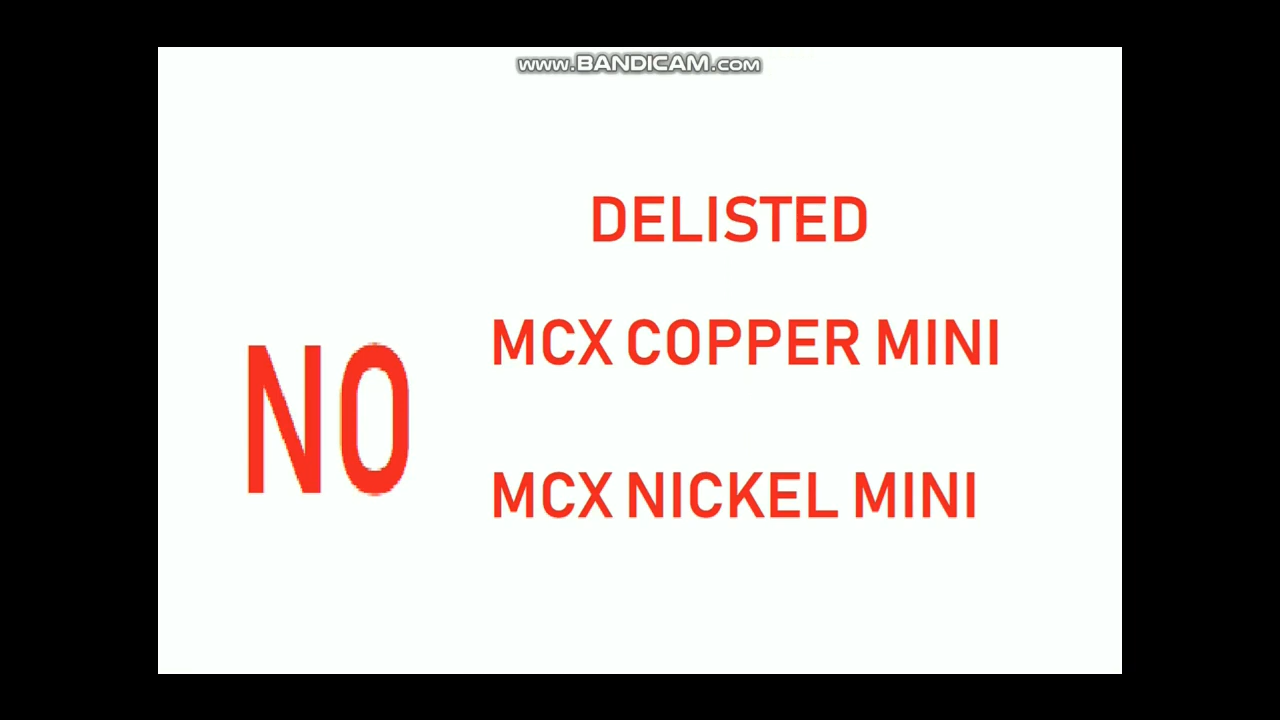 www.BANDICAM.com
DELISTED
MCX COPPER MINI
NO
MCX NICKEL MINI